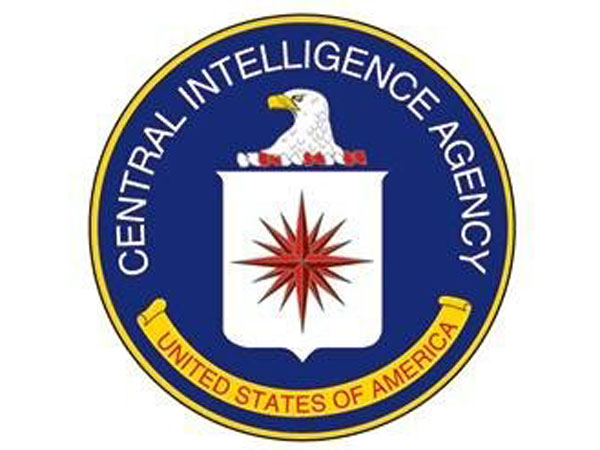 CENTRAL INTELLIGENCE AGENCY
UNITED STATES OF AMERICA